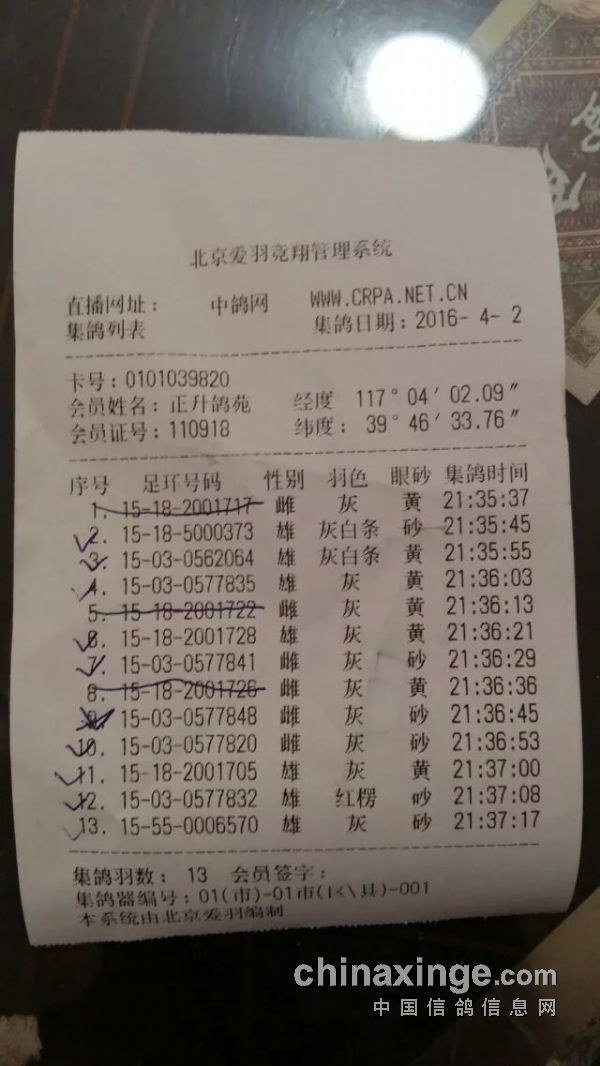 北京爱羽竞翔管理系统
直播网址： 中鸽网 WWW.CRPA.NET.CN
集鸽列表 集鸽日期：2016- 4- 2
卡号：0101039820
会员姓名：正升鸽苑 经度 117°04′02.09″
会员证号：110918 纬度：39°46′33.76″
序号 足环号码 性别 羽色 眼砂 集鸽时间
1. 15-18-2001717 雌 灰 黄 21:35:37
2. 15-18-5000373 雄 灰白条 砂 21:35:45
3. 15-03-0562064 雄 灰白条 黄 21:35:55
4. 15-03-0577835 雄 灰 黄 21:36:03
5. 15-18-2001722 雌 灰 黄 21:36:13
6. 15-18-2001728 雄 灰 黄 21:36:21
7. 15-03-0577841 雌 灰 砂 21:36:29
8. 15-18-2001726 雌 灰 黄 21:36:36
9. 15-03-0577848 雌 灰 砂 21:36:45
10. 15-03-0577820 雌 灰 砂 21:36:53
11. 15-18-2001705 雄 灰 黄 21:37:00
12. 15-03-0577832 雄 红楞 砂 21:37:08
13. 15-55-0006570 雄 灰 砂 21:37:17
集鸽羽数： 13 会员签字：
集鸽器编号：01(市)-01市(区\县)-001
本系统由北京爱羽编制
chinaxinge.com
中国信鸽信息网